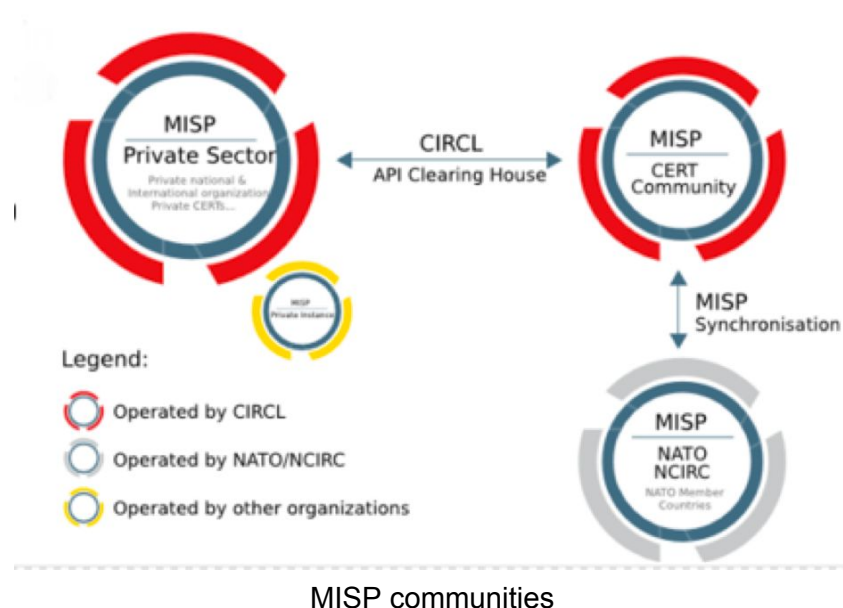 MISP
Private Sector
Private national &
International organization
Private CERTs...
CIRCL
API Clearing House
MISP
CERT
Community
MISP
Private Instance
MISP
Synchronisation
Legend:
Operated by CIRCL
Operated by NATO/NCIRC
Operated by other organizations
MISP
NATO
NCIRC
NATO Member
Countries
MISP communities